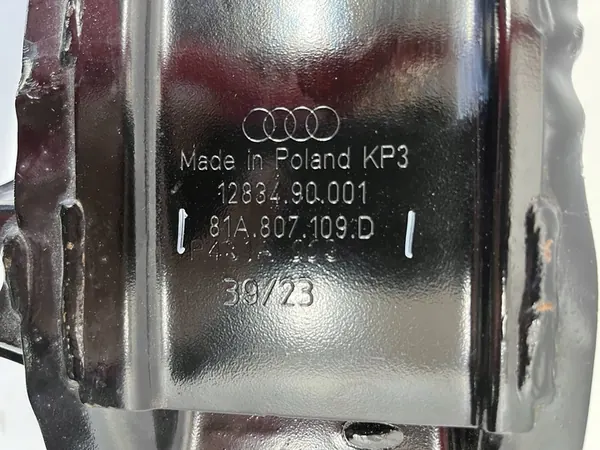 Made in Poland KP3
12834.90.001
81A.807.109.D
39/23